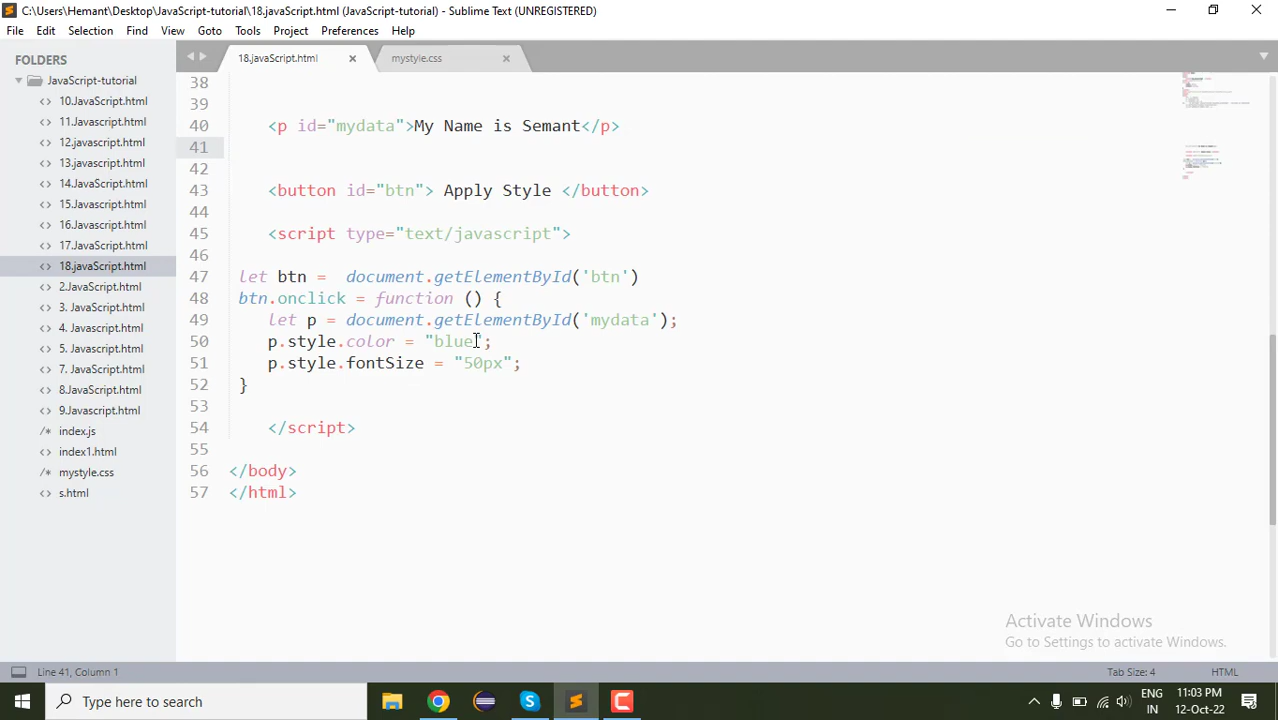 C:\Users\Hemant\Desktop\JavaScript-tutorial\18.javaScript.html (JavaScript-tutorial) - Sublime Text (UNREGISTERED)
File Edit Selection Find View Goto Tools Project Preferences Help
FOLDERS
JavaScript-tutorial
10.JavaScript.html
11.JavaScript.html
12.javascript.html
13.javascript.html
14.JavaScript.html
15.JavaScript.html
16.Javascript.html
17.JavaScript.html
18.javaScript.html
2.JavaScript.html
3. JavaScript.html
4. Javascript.html
5. JavaScript.html
7. JavaScript.html
8.JavaScript.html
9.Javascript.html
index.js
index1.html
mystyle.css
s.html
18.javaScript.html mystyle.css
38
39
40 <p id="mydata">My Name is Semant</p>
41
42
43 <button id="btn"> Apply Style </button>
44
45 <script type="text/javascript">
46
47 let btn =  document.getElementById('btn')
48 btn.onclick = function () {
49 let p = document.getElementById('mydata');
50 p.style.color = "blue";
51 p.style.fontSize = "50px";
52 }
53
54 </script>
55
56 </body>
57 </html>
Activate Windows
Go to Settings to activate Windows.
Line 41, Column 1 Tab Size: 4 HTML
Type here to search
ENG
IN
11:03 PM
12-Oct-22